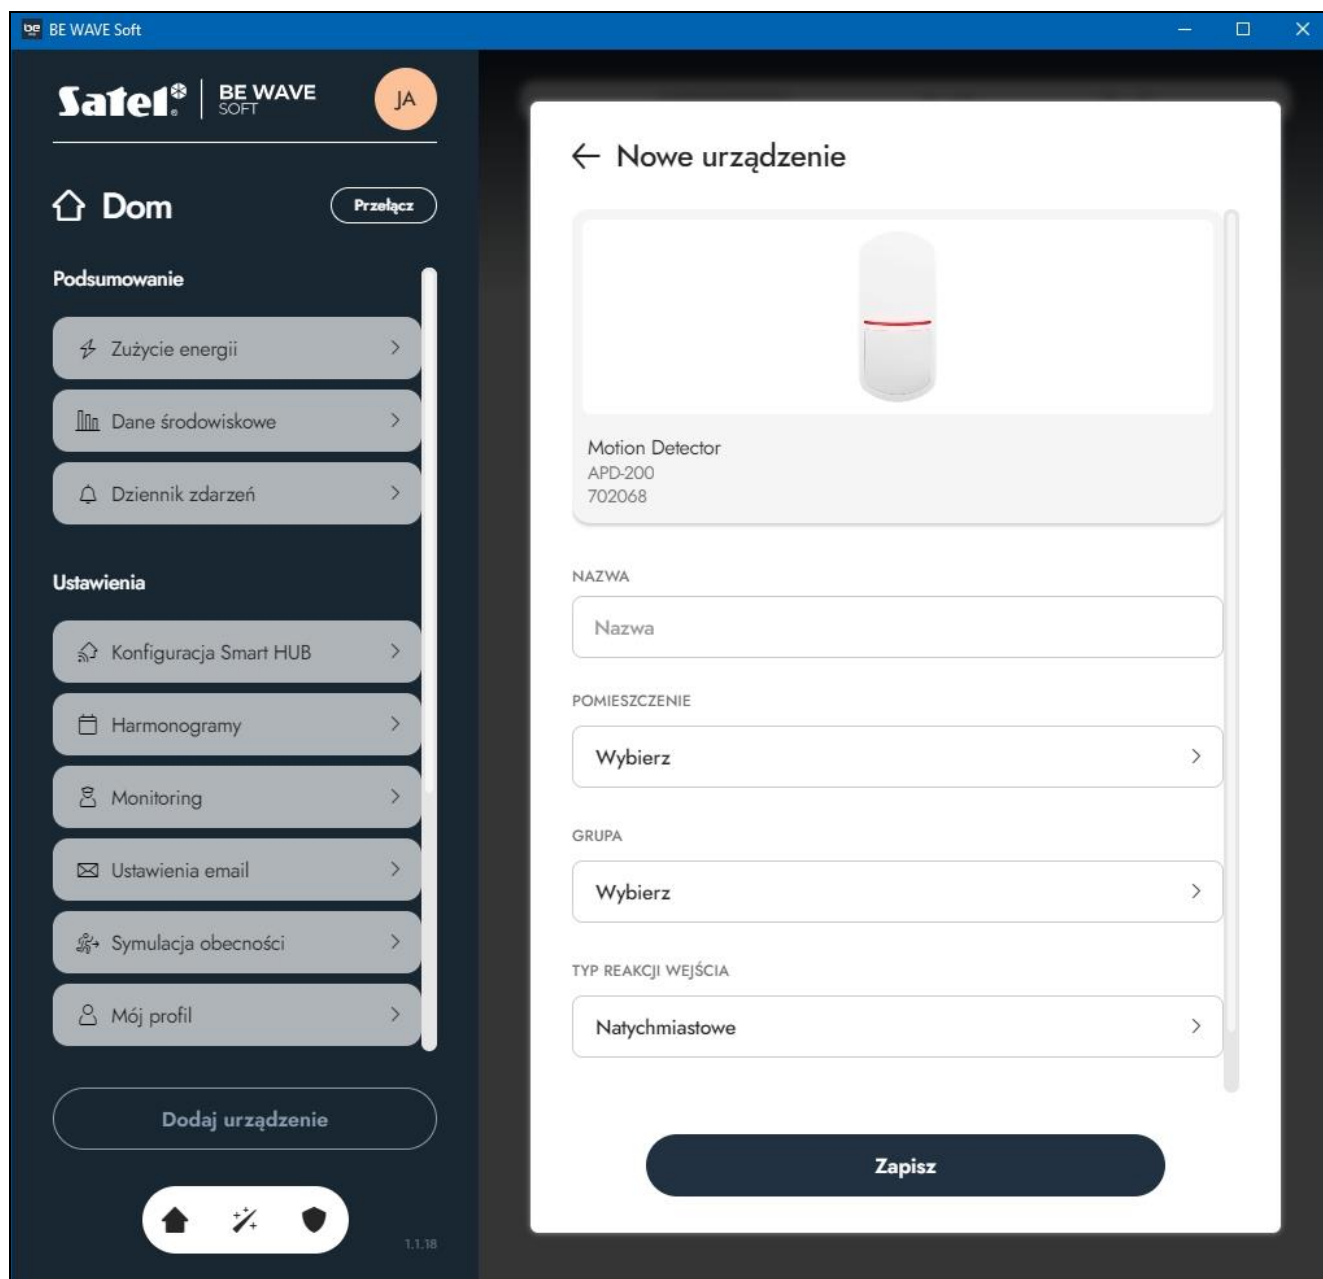 BE WAVE Soft
Satel®
BE WAVE
SOFT
JA
Dom
Przełącz
Podsumowanie
Zużycie energii
Dane środowiskowe
Dziennik zdarzeń
Ustawienia
Konfiguracja Smart HUB
Harmonogramy
Monitoring
Ustawienia email
Symulacja obecności
Mój profil
Dodaj urządzenie
1.1.18
Nowe urządzenie
Motion Detector
APD-200
702068
NAZWA
Nazwa
POMIESZCZENIE
Wybierz
GRUPA
Wybierz
TYP REAKCJI WEJŚCIA
Natychmiastowe
Zapisz